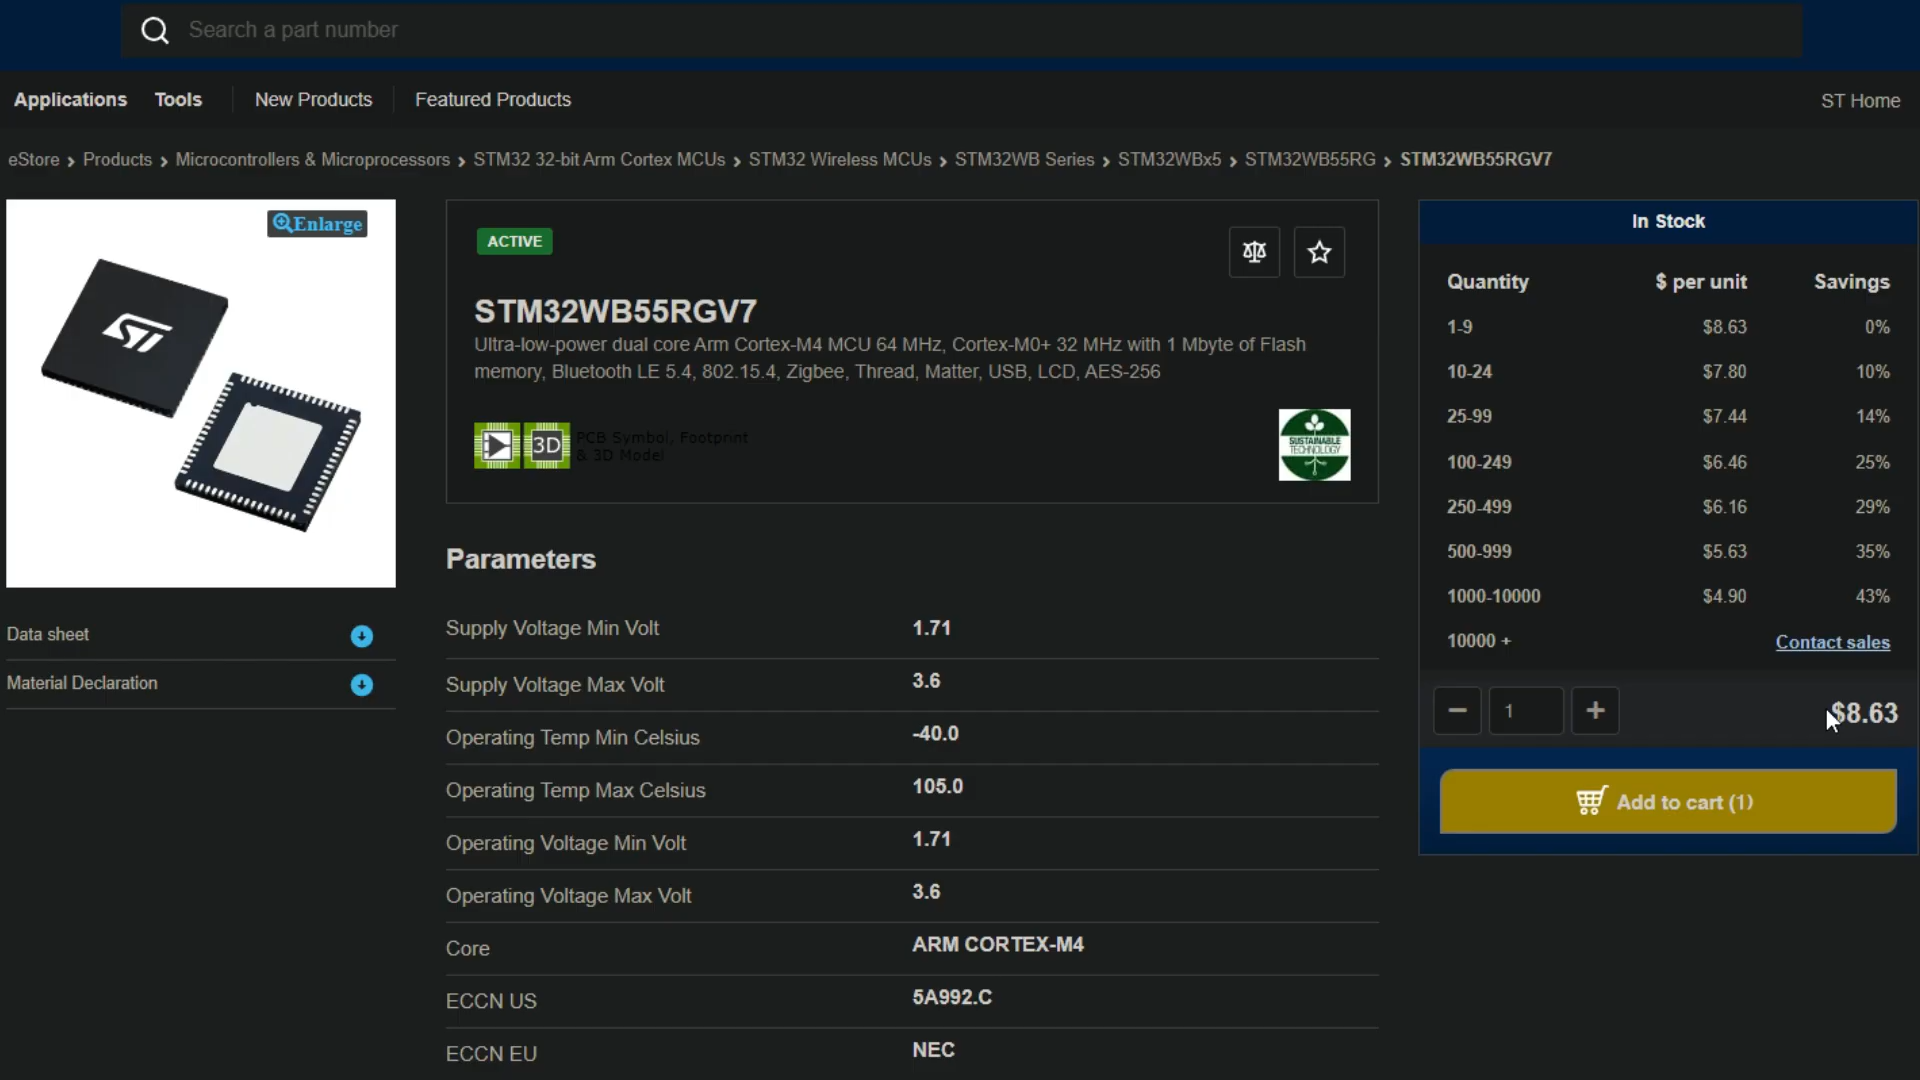 Search a part number
Applications
Tools
New Products
Featured Products
ST Home
eStore > Products > Microcontrollers & Microprocessors > STM32 32-bit Arm Cortex MCUs > STM32 Wireless MCUs > STM32WB Series > STM32WBx5 > STM32WB55RG > STM32WB55RGV7
Enlarge
ST
Data sheet
Material Declaration
ACTIVE
STM32WB55RGV7
Ultra-low-power dual core Arm Cortex-M4 MCU 64 MHz, Cortex-M0+ 32 MHz with 1 Mbyte of Flash
memory, Bluetooth LE 5.4, 802.15.4, Zigbee, Thread, Matter, USB, LCD, AES-256
3D
PCB Symbol, Footprint
& 3D Model
SUSTAINABLE
TECHNOLOGY
Parameters
Supply Voltage Min Volt 1.71
Supply Voltage Max Volt 3.6
Operating Temp Min Celsius -40.0
Operating Temp Max Celsius 105.0
Operating Voltage Min Volt 1.71
Operating Voltage Max Volt 3.6
Core ARM CORTEX-M4
ECCN US 5A992.C
ECCN EU NEC
In Stock
Quantity $ per unit Savings
1-9 $8.63 0%
10-24 $7.80 10%
25-99 $7.44 14%
100-249 $6.46 25%
250-499 $6.16 29%
500-999 $5.63 35%
1000-10000 $4.90 43%
10000 + Contact sales
− 1 + $8.63
Add to cart (1)